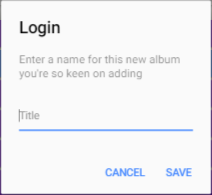 Login
Enter a name for this new album
you're so keen on adding
Title
CANCEL SAVE